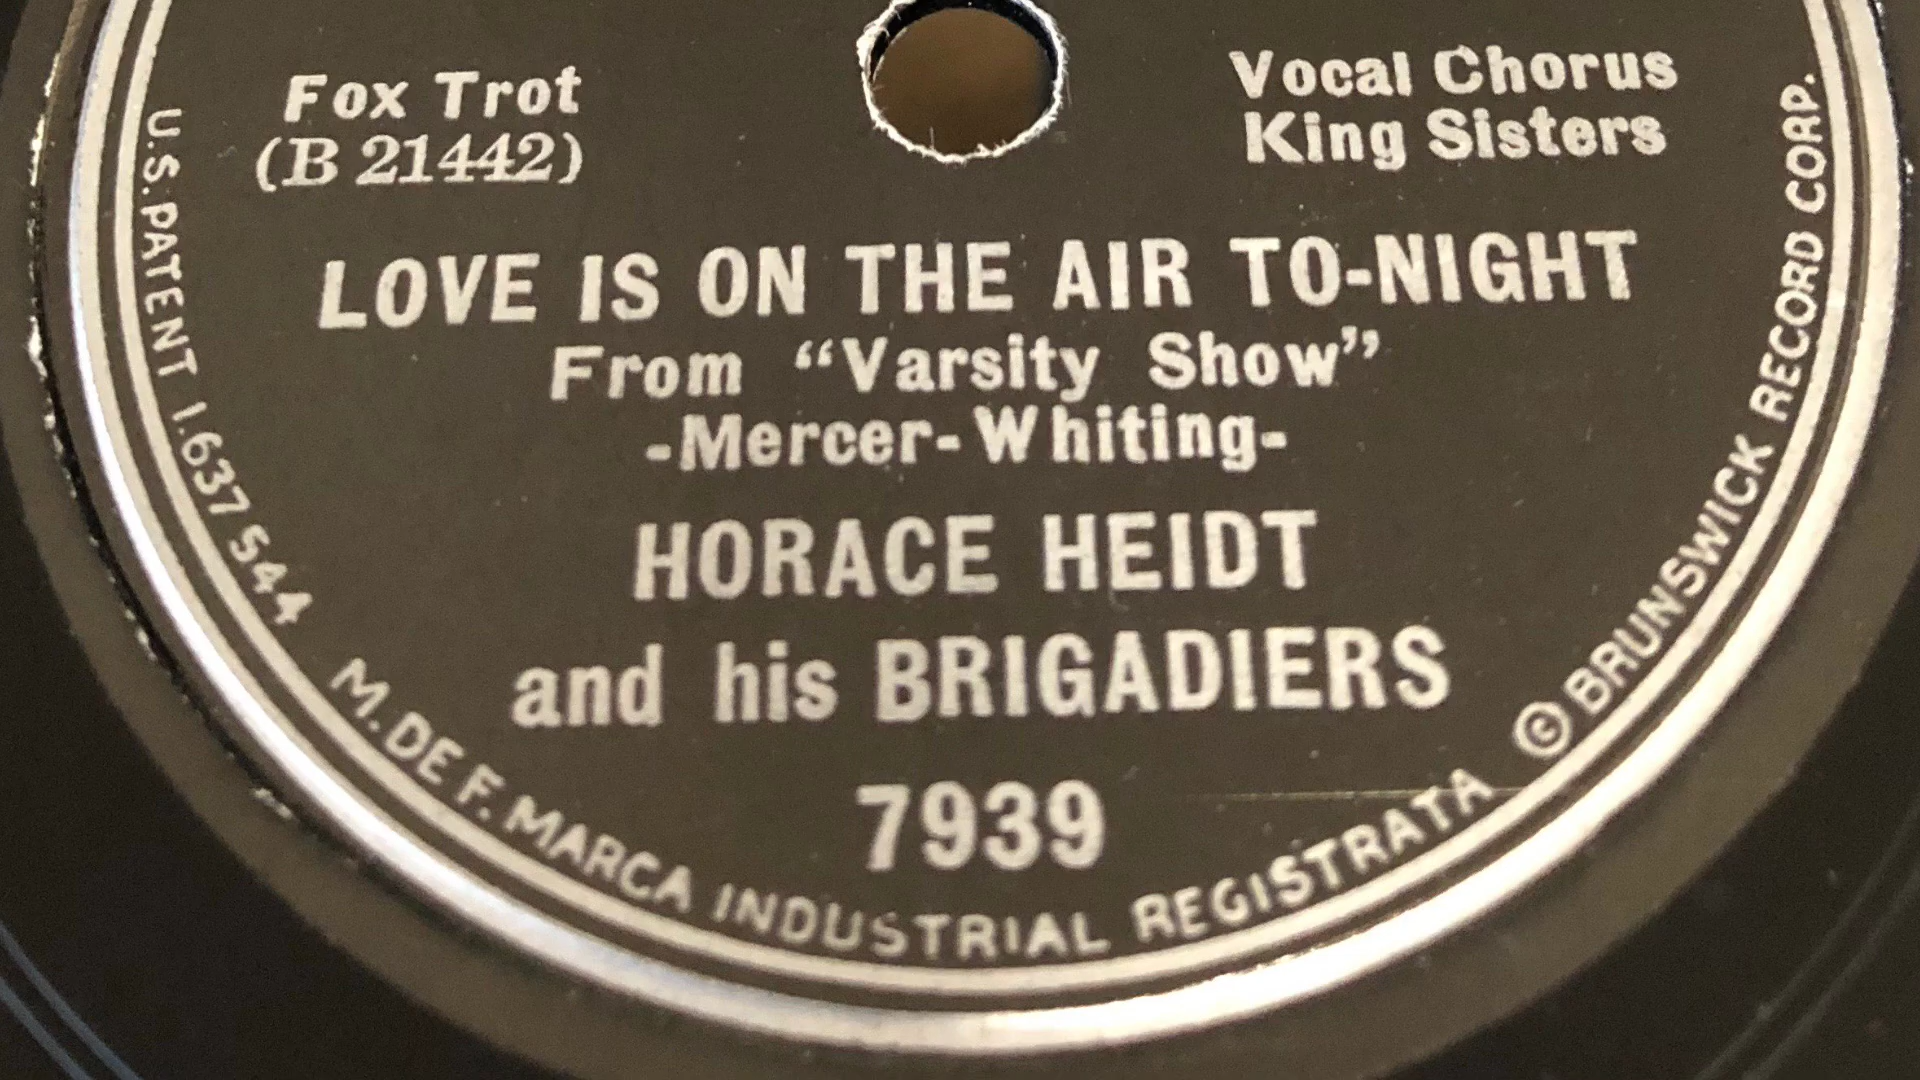 Fox Trot
(B 21442)
Vocal Chorus
King Sisters
LOVE IS ON THE AIR TO-NIGHT
From “Varsity Show”
-Mercer-Whiting-
HORACE HEIDT
and his BRIGADIERS
7939
U.S. PATENT 1.637 544 M. DE F. MARCA INDUSTRIAL REGISTRATA © BRUNSWICK RECORD CORP.